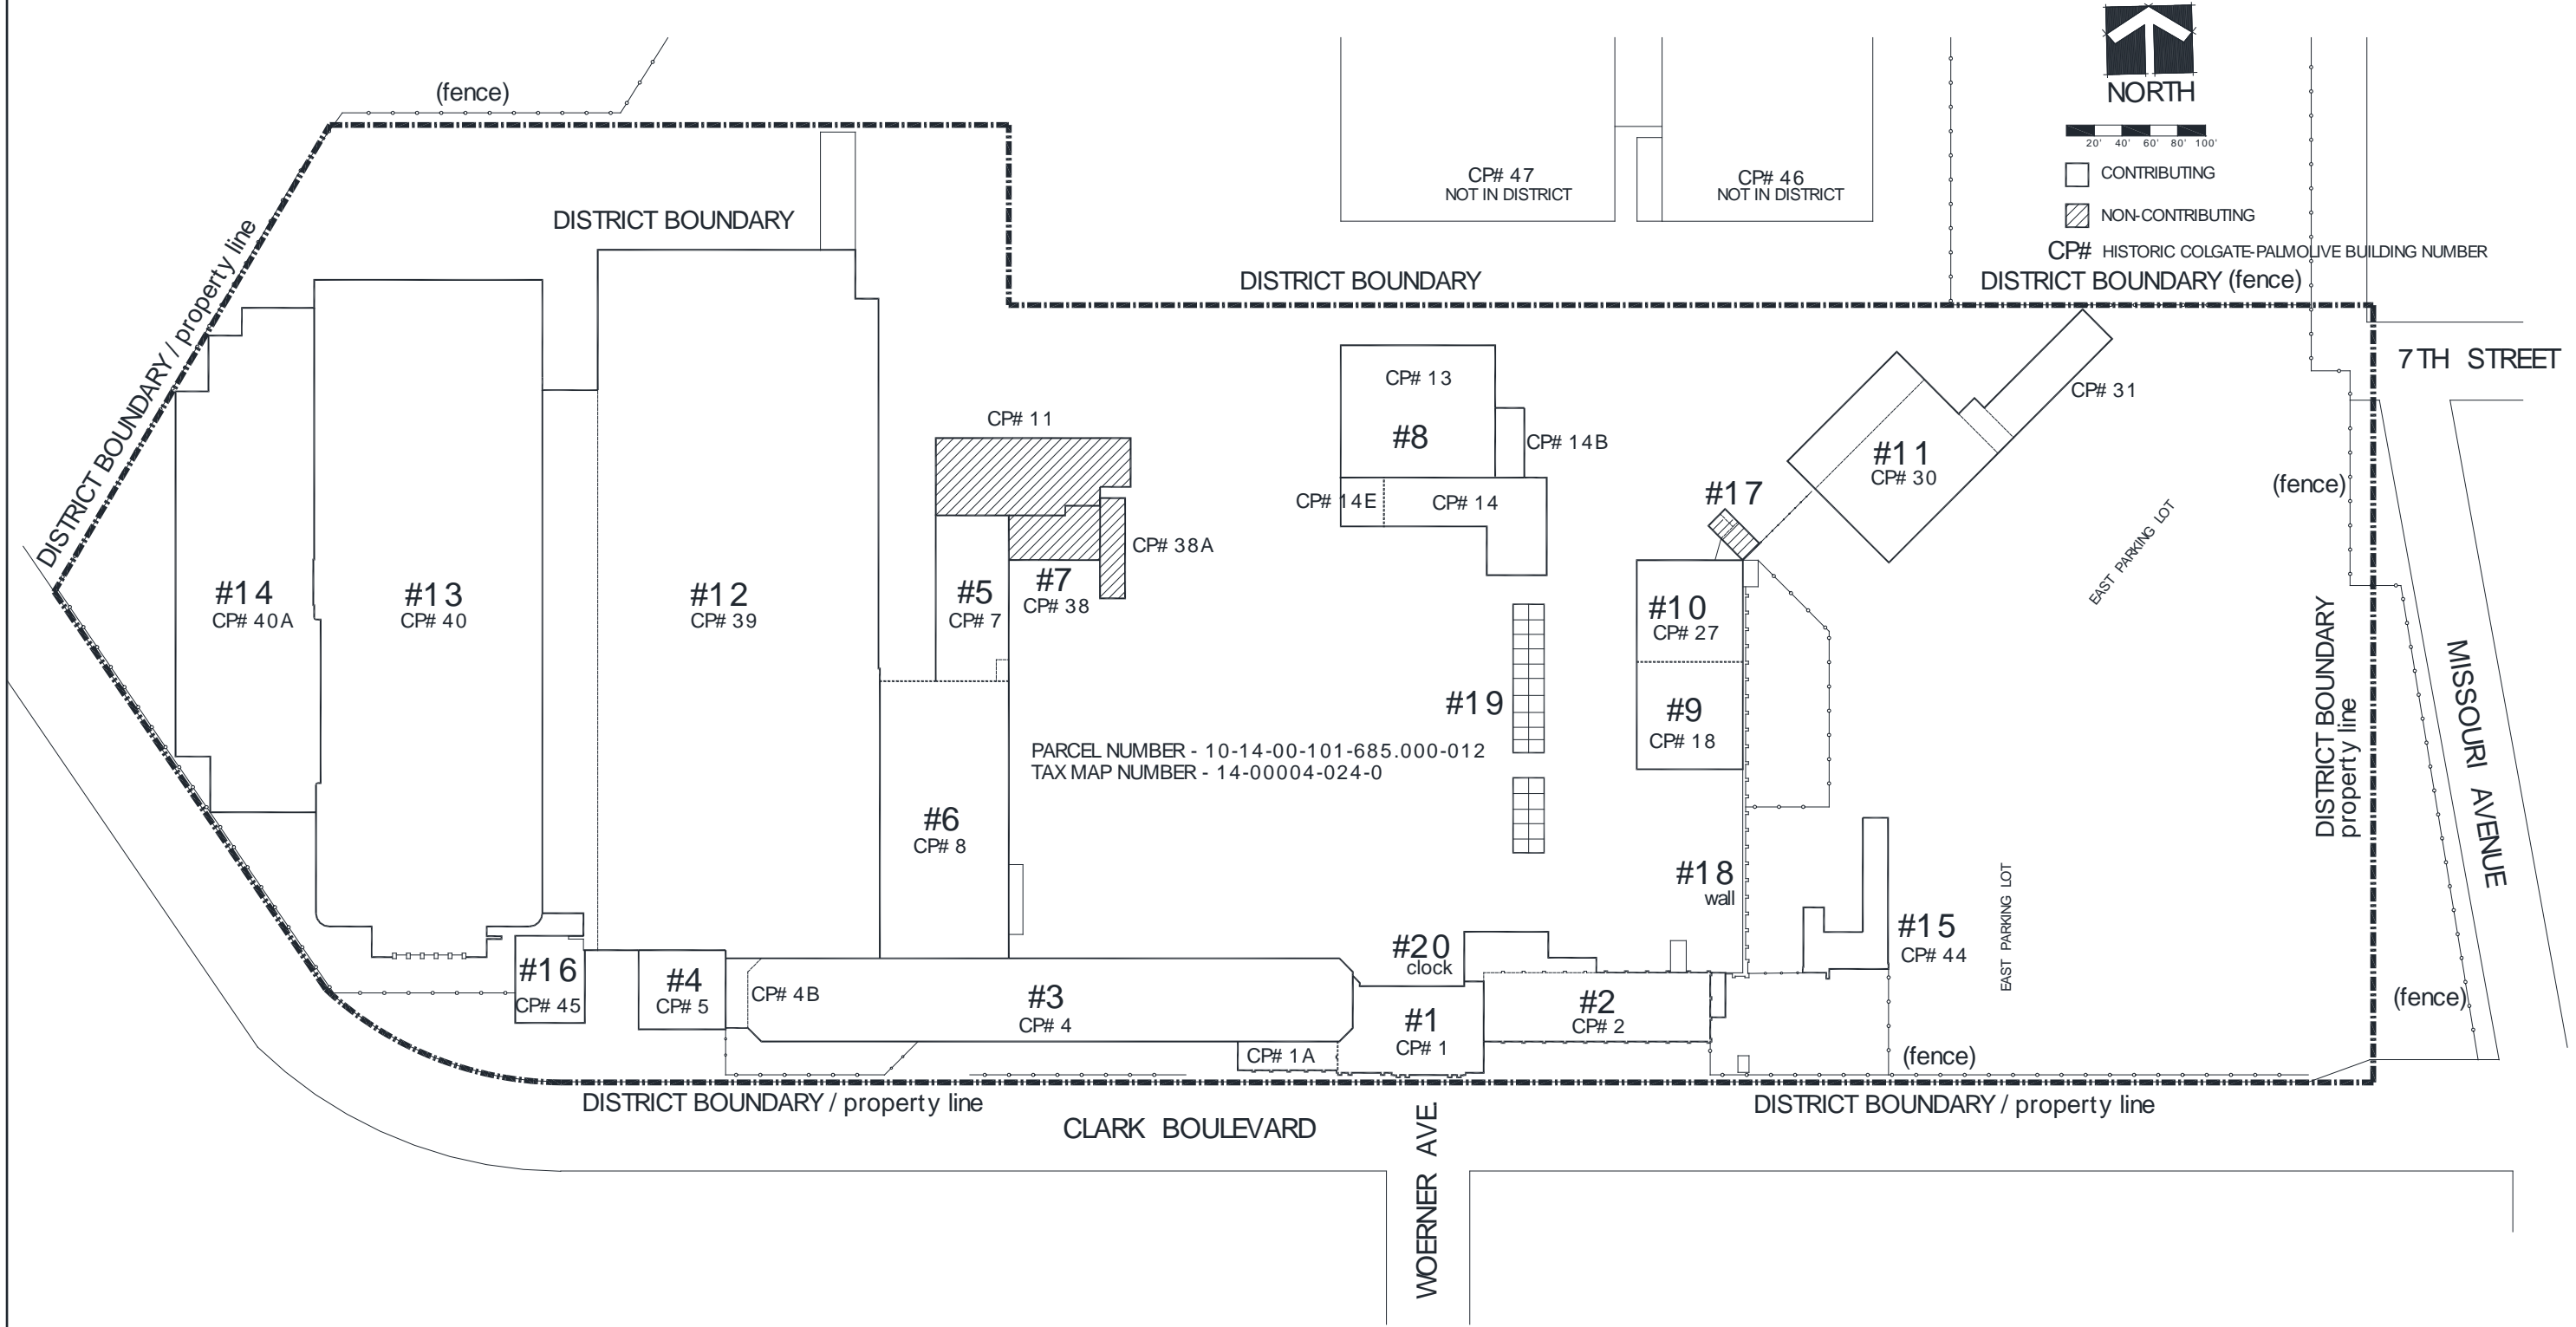 NORTH
20' 40' 60' 80' 100'
CONTRIBUTING
NON-CONTRIBUTING
CP# HISTORIC COLGATE-PALMOLIVE BUILDING NUMBER
(fence)
CP# 47
NOT IN DISTRICT
CP# 46
NOT IN DISTRICT
DISTRICT BOUNDARY
DISTRICT BOUNDARY
DISTRICT BOUNDARY (fence)
DISTRICT BOUNDARY / property line
7TH STREET
CP# 13
#8
CP# 14B
CP# 14E
CP# 14
CP# 31
#11
CP# 30
CP# 11
#17
(fence)
EAST PARKING LOT
CP# 38A
#14
CP# 40A
#13
CP# 40
#12
CP# 39
#5
CP# 7
#7
CP# 38
#10
CP# 27
#19
#9
CP# 18
DISTRICT BOUNDARY
property line
MISSOURI AVENUE
PARCEL NUMBER - 10-14-00-101-685.000-012
TAX MAP NUMBER - 14-00004-024-0
#6
CP# 8
#18
wall
#15
CP# 44
EAST PARKING LOT
#20
clock
#16
CP# 45
#4
CP# 5
CP# 4B
#3
CP# 4
#1
CP# 1
CP# 1A
#2
CP# 2
(fence)
(fence)
DISTRICT BOUNDARY / property line
DISTRICT BOUNDARY / property line
CLARK BOULEVARD
WOERNER AVE.